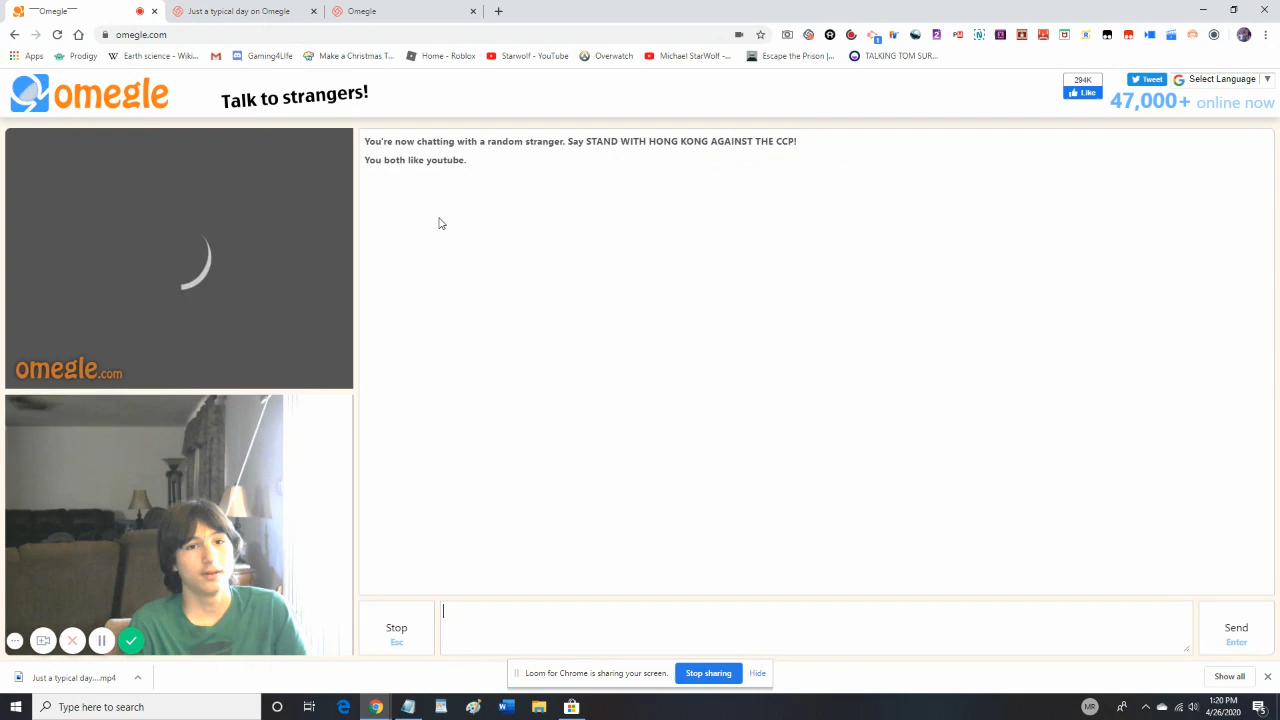 Omegle
Just a typical day on Omegle
Omegle
omegle.com
Apps
Prodigy
Earth science - Wiki...
Gaming4Life
Make a Christmas T...
Home - Roblox
Starwolf - YouTube
Overwatch
Michael StarWolf -...
Escape the Prison |...
TALKING TOM SUR...
omegle
Talk to strangers!
294K
Like
Tweet
Select Language
47,000+ online now
You're now chatting with a random stranger. Say STAND WITH HONG KONG AGAINST THE CCP!
You both like youtube.
omegle.com
Stop
Esc
Send
Enter
Just a typical day....mp4
Loom for Chrome is sharing your screen.
Stop sharing
Hide
Show all
Type here to search
MR
1:20 PM
4/26/2020